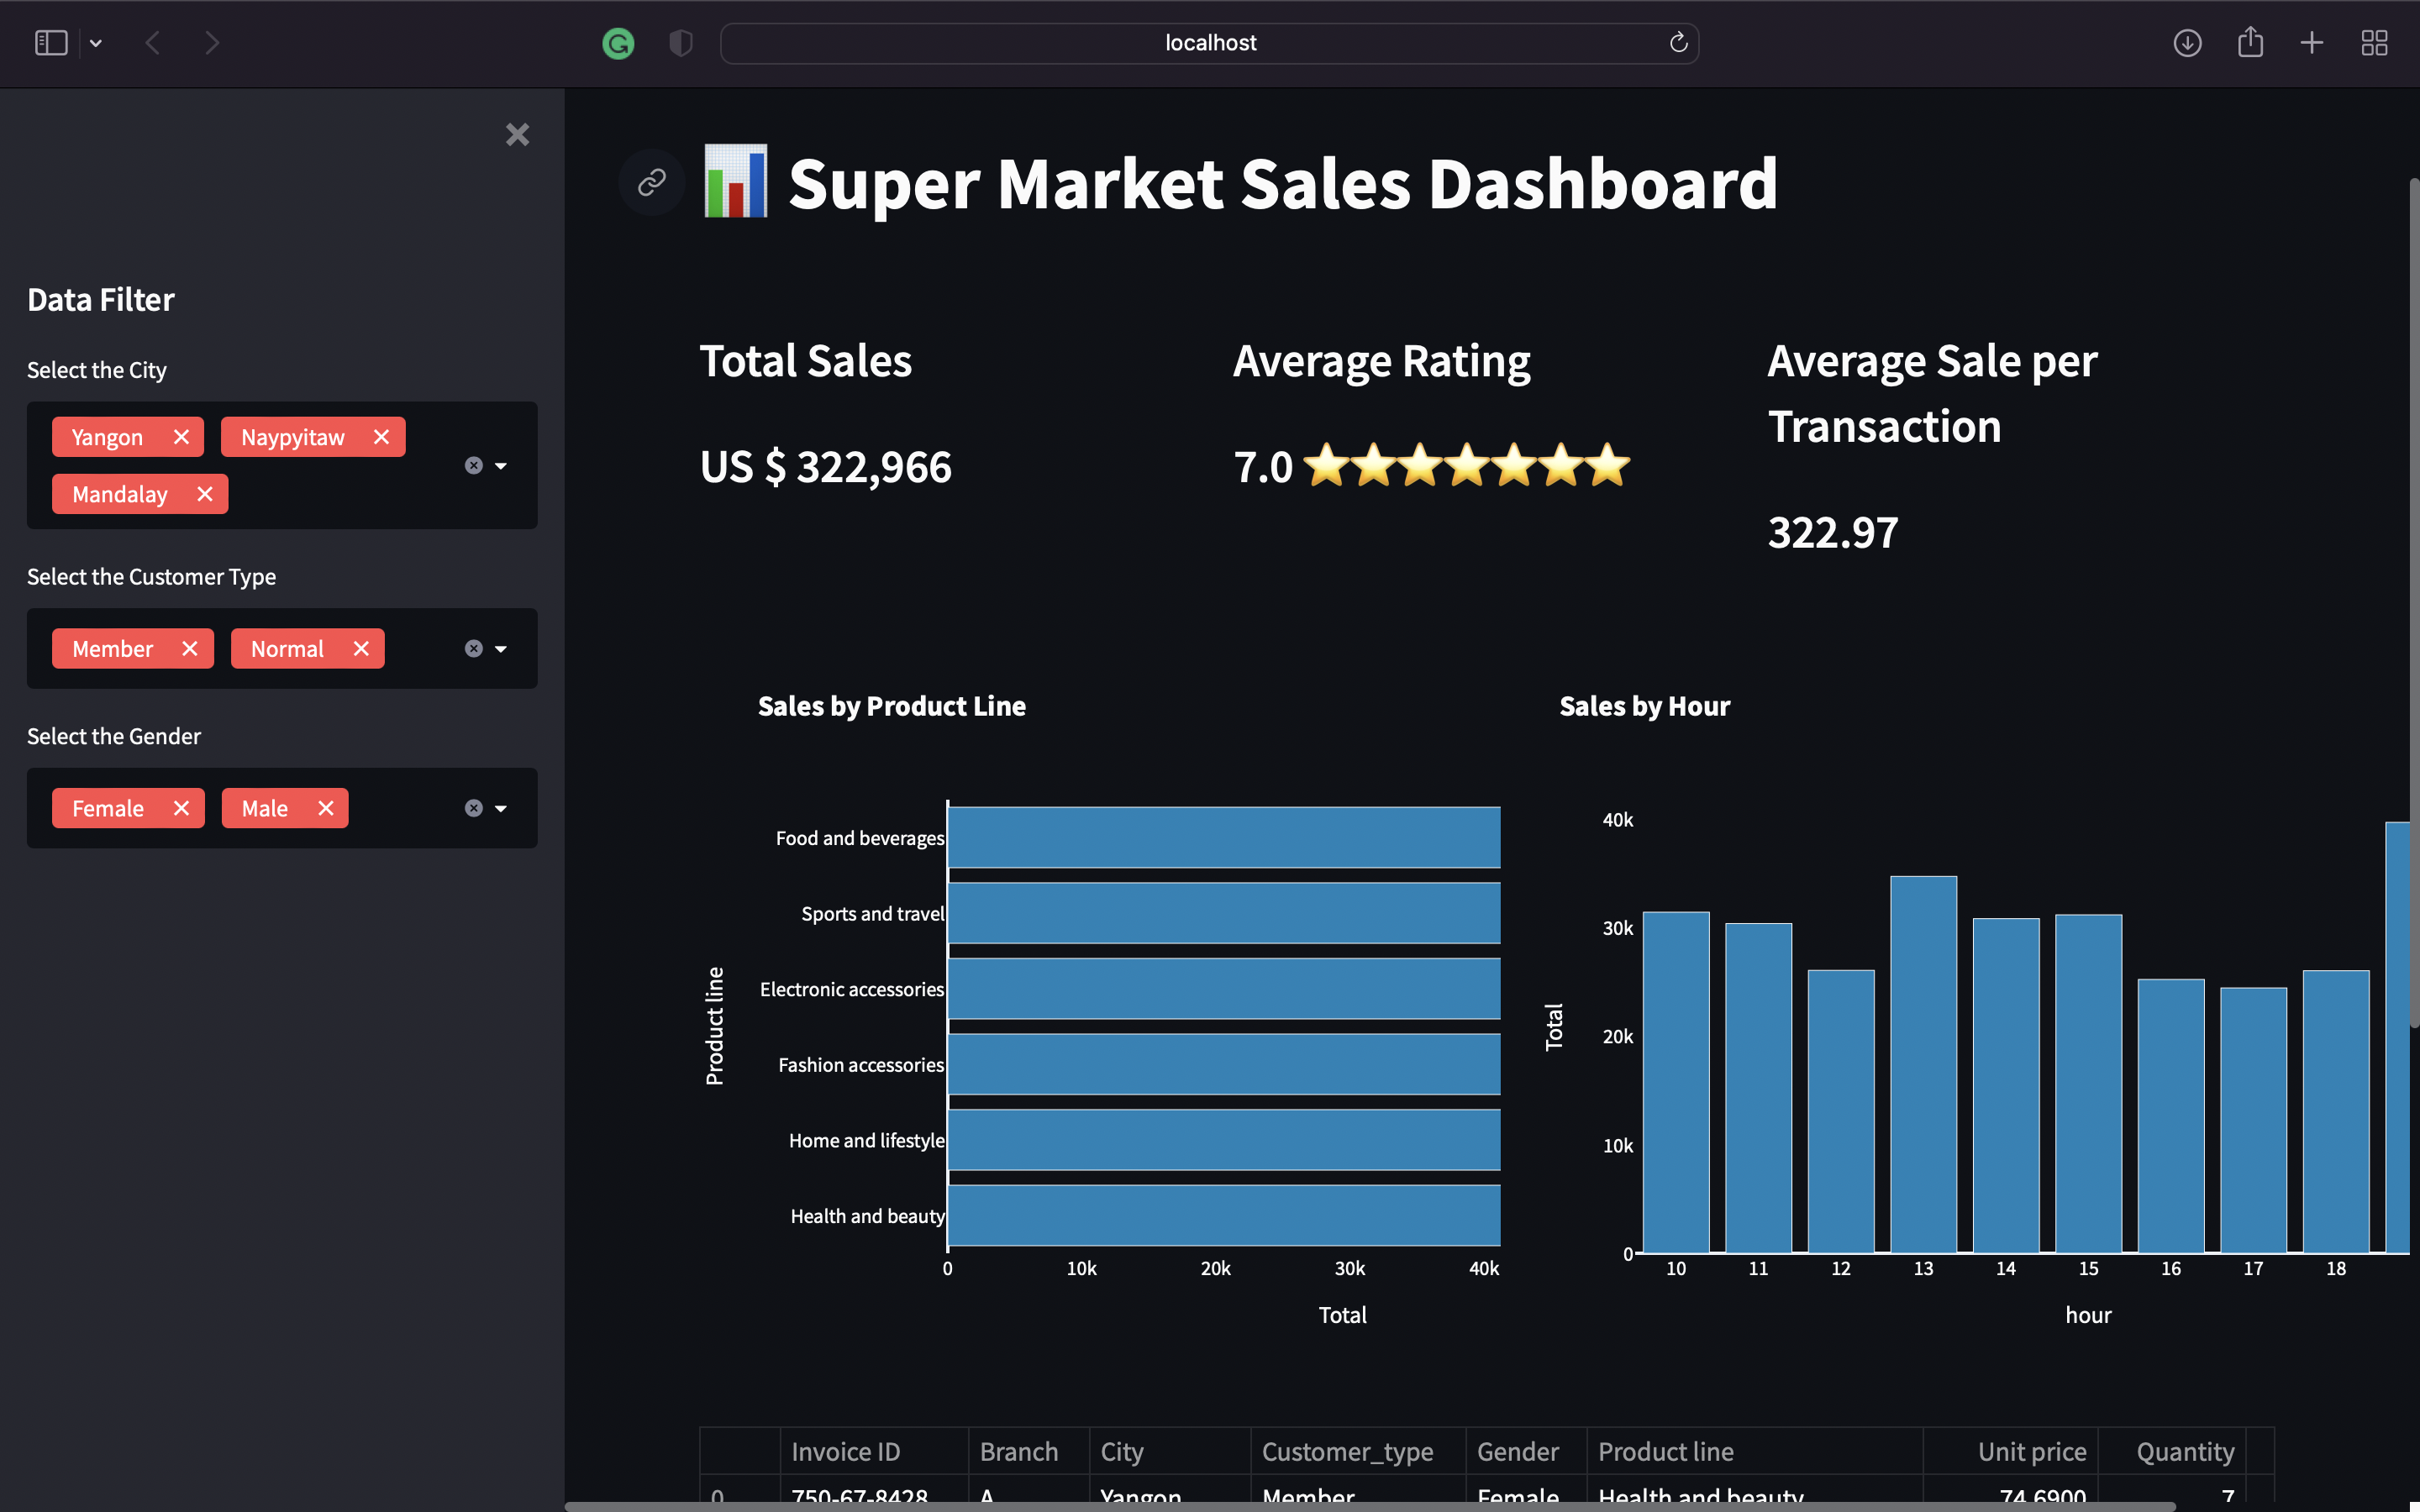 localhost
Super Market Sales Dashboard
Data Filter
Select the City
Yangon
Naypyitaw
Mandalay
Select the Customer Type
Member
Normal
Select the Gender
Female
Male
Total Sales
US $ 322,966
Average Rating
7.0 ⭐⭐⭐⭐⭐⭐⭐
Average Sale per
Transaction
322.97
Sales by Product Line
Product line
Food and beverages
Sports and travel
Electronic accessories
Fashion accessories
Home and lifestyle
Health and beauty
0 10k 20k 30k 40k
Total
Sales by Hour
Total
40k
30k
20k
10k
0
10 11 12 13 14 15 16 17 18
hour
Invoice ID Branch City Customer_type Gender Product line Unit price Quantity
0 750-67-8428 A Yangon Member Female Health and beauty 74.6900 7